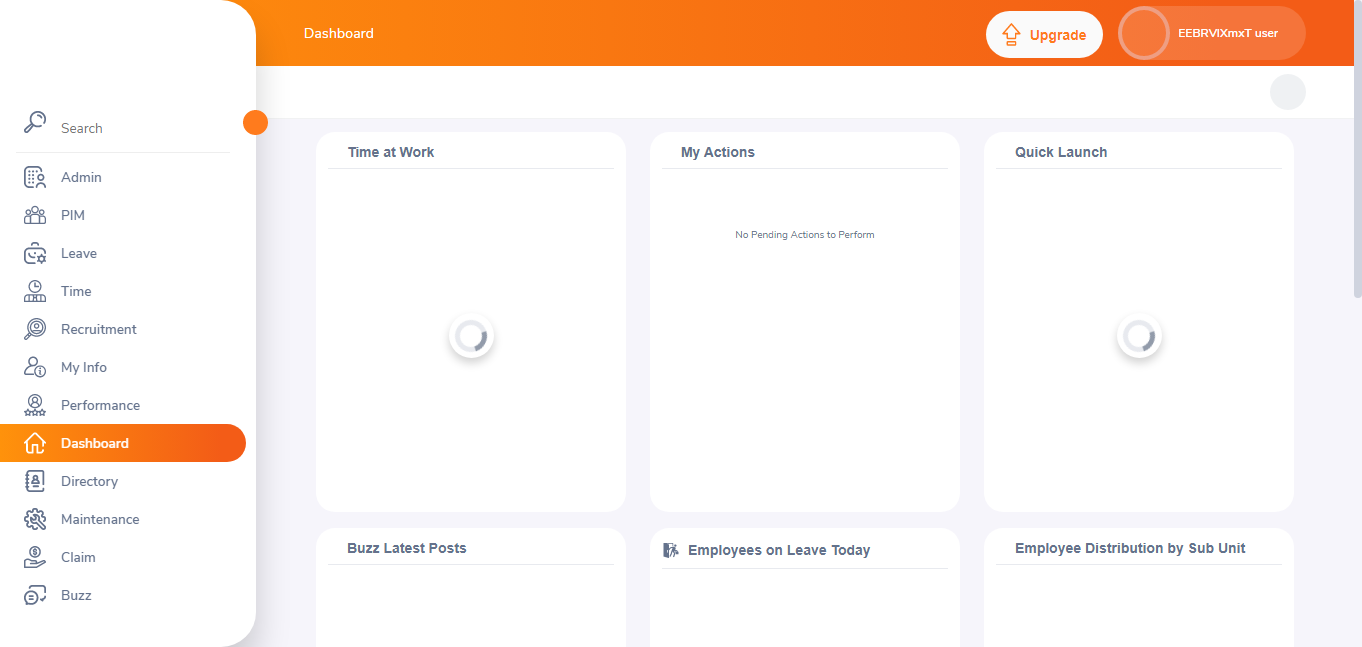 Dashboard
Upgrade
EEBRVIXmxT user
Search
Admin
PIM
Leave
Time
Recruitment
My Info
Performance
Dashboard
Directory
Maintenance
Claim
Buzz
Time at Work
My Actions
No Pending Actions to Perform
Quick Launch
Buzz Latest Posts
Employees on Leave Today
Employee Distribution by Sub Unit